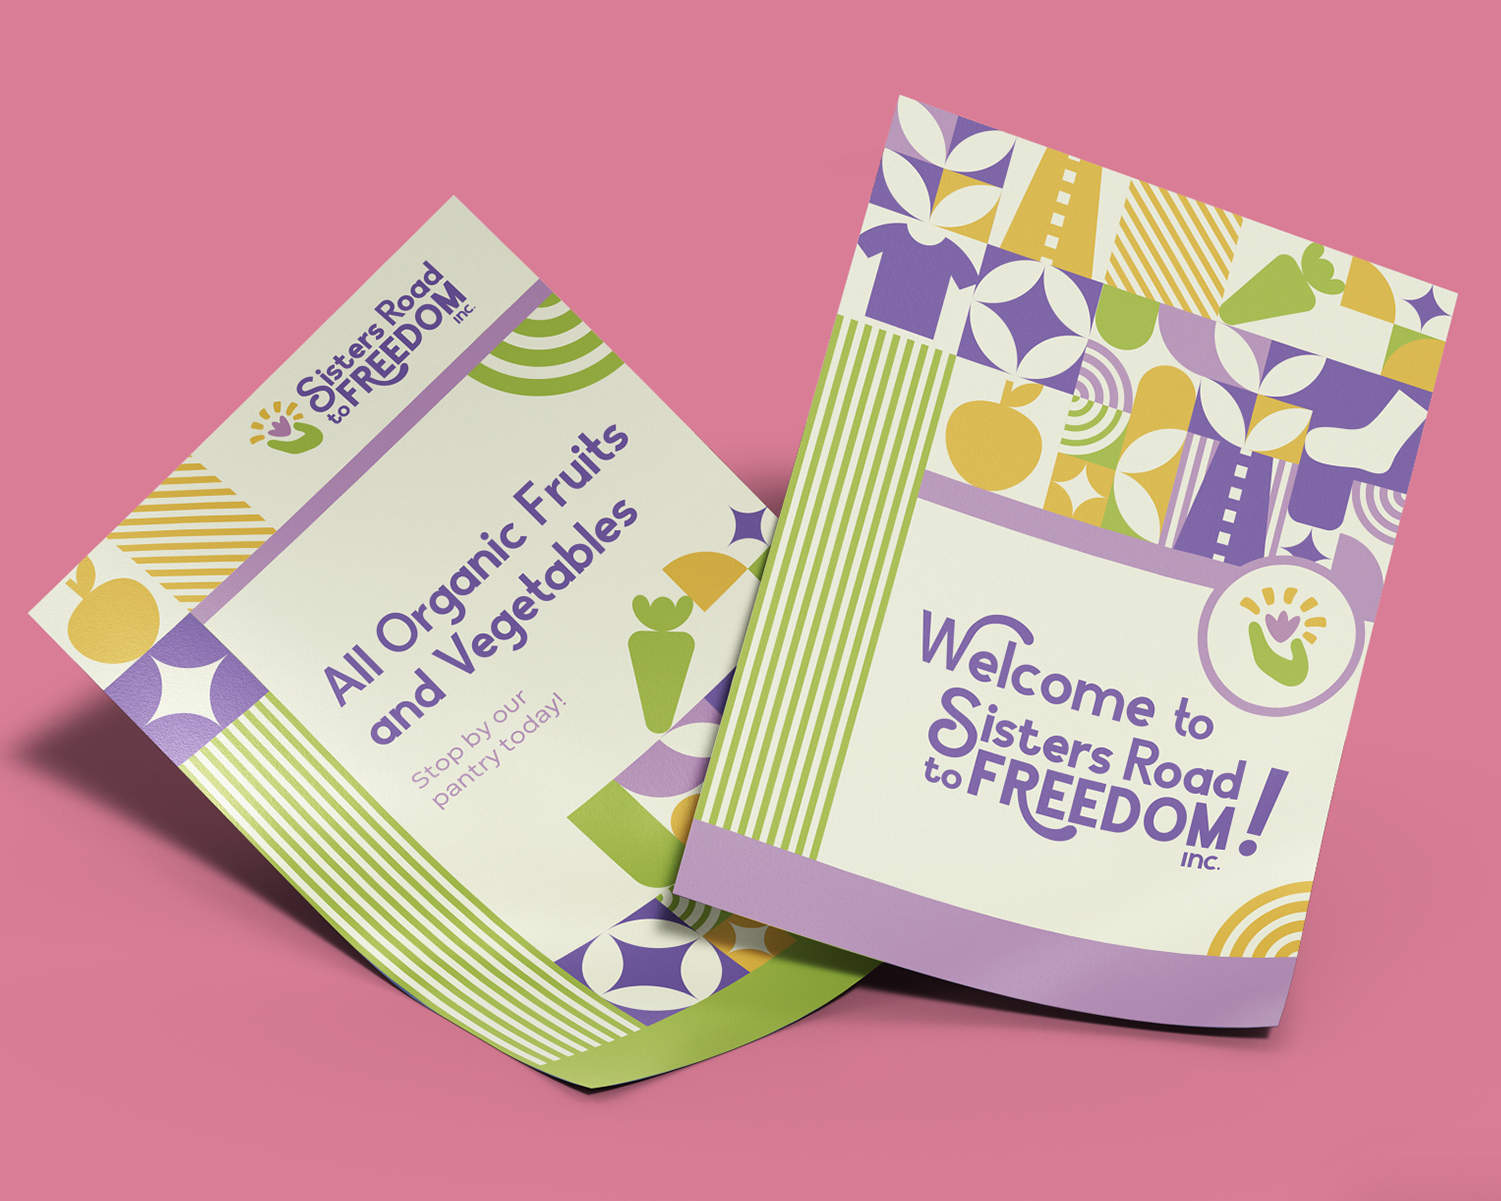 Sisters Road
to FREEDOM
INC.
All Organic Fruits
and Vegetables
Stop by our
pantry today!
Welcome to
Sisters Road
to FREEDOM!
INC.